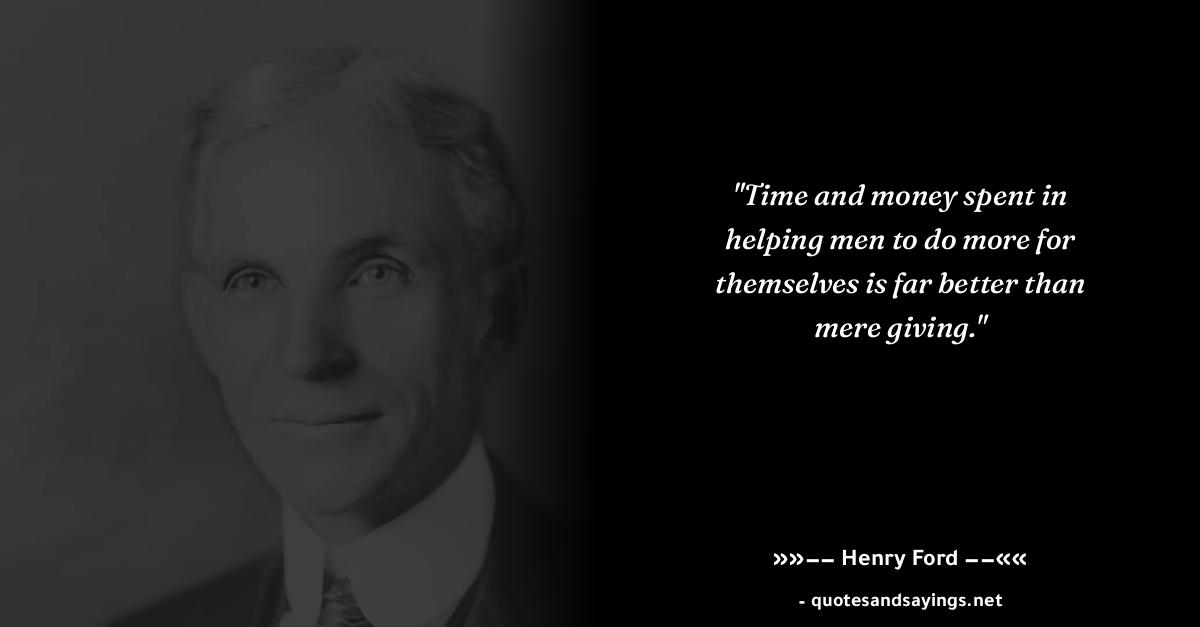 "Time and money spent in
helping men to do more for
themselves is far better than
mere giving."
»»−− Henry Ford −−««
- quotesandsayings.net